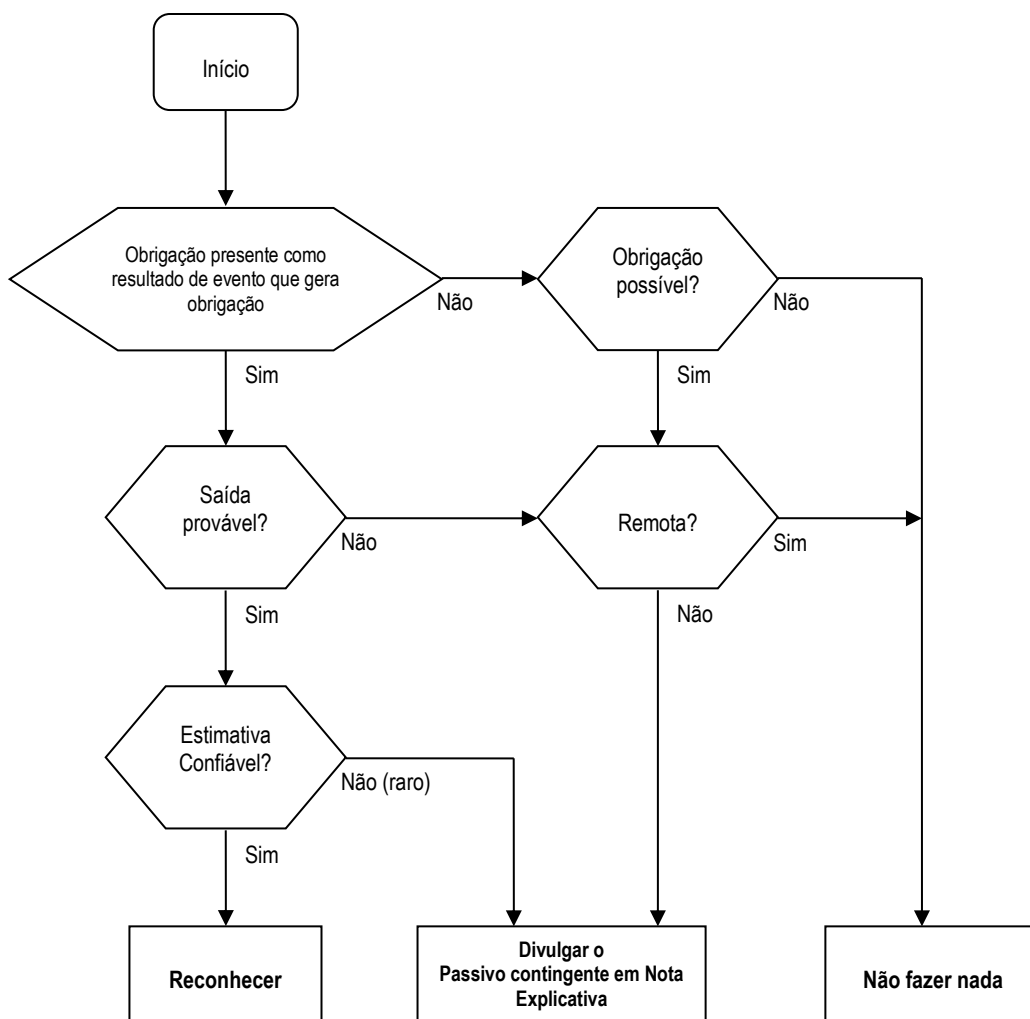 Início
Obrigação presente como
resultado de evento que gera
obrigação
Não
Obrigação
possível?
Não
Sim
Sim
Saída
provável?
Não
Remota?
Sim
Sim
Não
Estimativa
Confiável?
Não (raro)
Sim
Reconhecer
Divulgar o
Passivo contingente em Nota
Explicativa
Não fazer nada